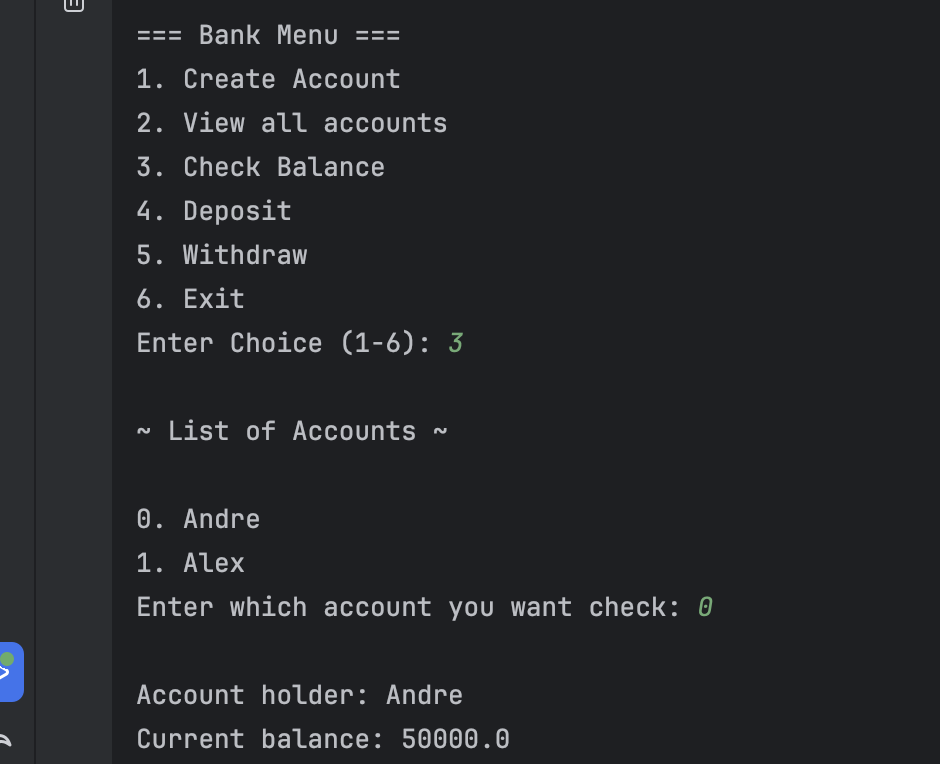 === Bank Menu ===
1. Create Account
2. View all accounts
3. Check Balance
4. Deposit
5. Withdraw
6. Exit
Enter Choice (1-6): 3
~ List of Accounts ~
0. Andre
1. Alex
Enter which account you want check: 0
Account holder: Andre
Current balance: 50000.0